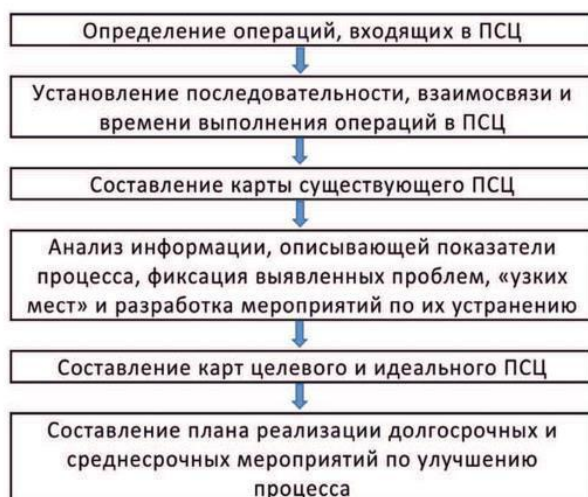 Определение операций, входящих в ПСЦ
Установление последовательности, взаимосвязи и
времени выполнения операций в ПСЦ
Составление карты существующего ПСЦ
Анализ информации, описывающей показатели
процесса, фиксация выявленных проблем, «узких
мест» и разработка мероприятий по их устранению
Составление карт целевого и идеального ПСЦ
Составление плана реализации долгосрочных и
среднесрочных мероприятий по улучшению
процесса